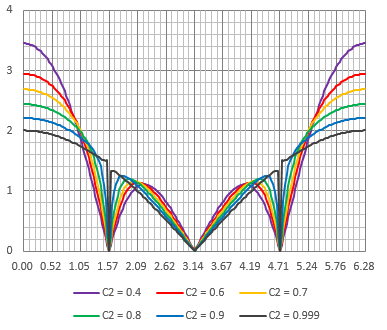 4
3
2
1
0
0.00 0.52 1.05 1.57 2.09 2.62 3.14 3.67 4.19 4.71 5.24 5.76 6.28
C2 = 0.4 C2 = 0.6 C2 = 0.7
C2 = 0.8 C2 = 0.9 C2 = 0.999